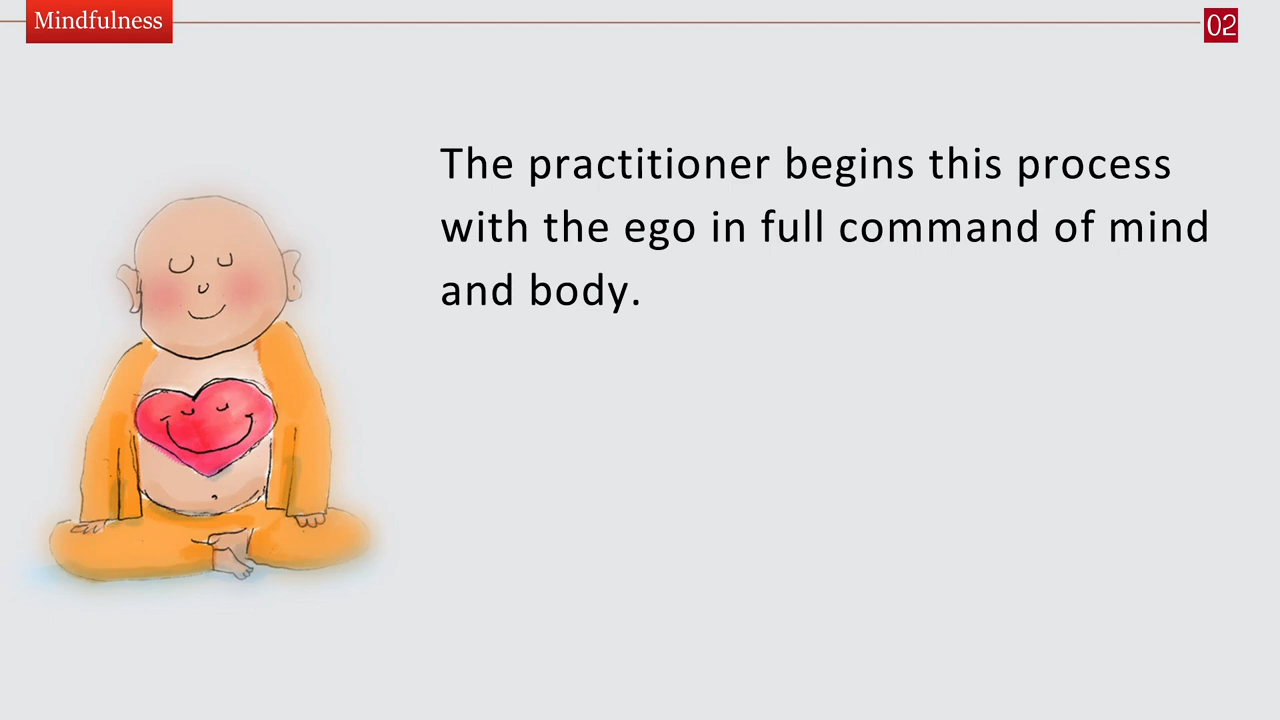 Mindfulness
02
The practitioner begins this process
with the ego in full command of mind
and body.